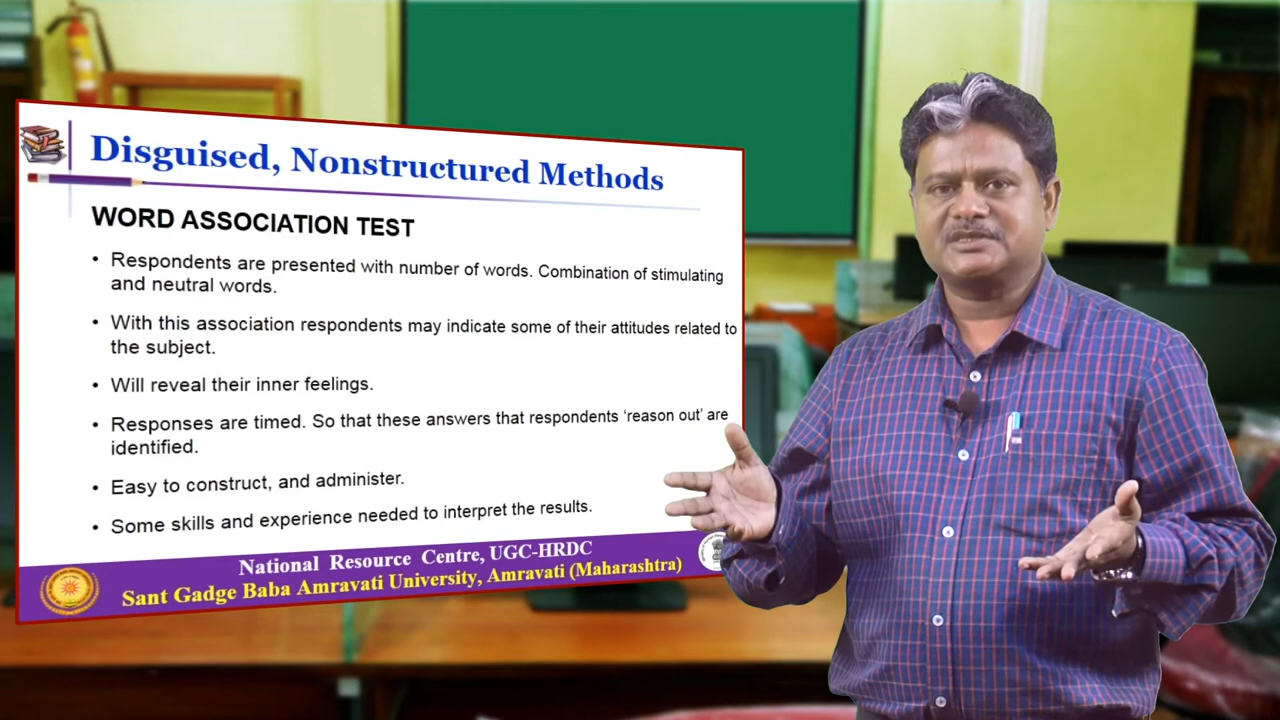 Disguised, Nonstructured Methods
WORD ASSOCIATION TEST
• Respondents are presented with number of words. Combination of stimulating
and neutral words.
• With this association respondents may indicate some of their attitudes related to
the subject.
• Will reveal their inner feelings.
• Responses are timed. So that these answers that respondents ‘reason out’ are
identified.
• Easy to construct, and administer.
• Some skills and experience needed to interpret the results.
National Resource Centre, UGC-HRDC
Sant Gadge Baba Amravati University, Amravati (Maharashtra)